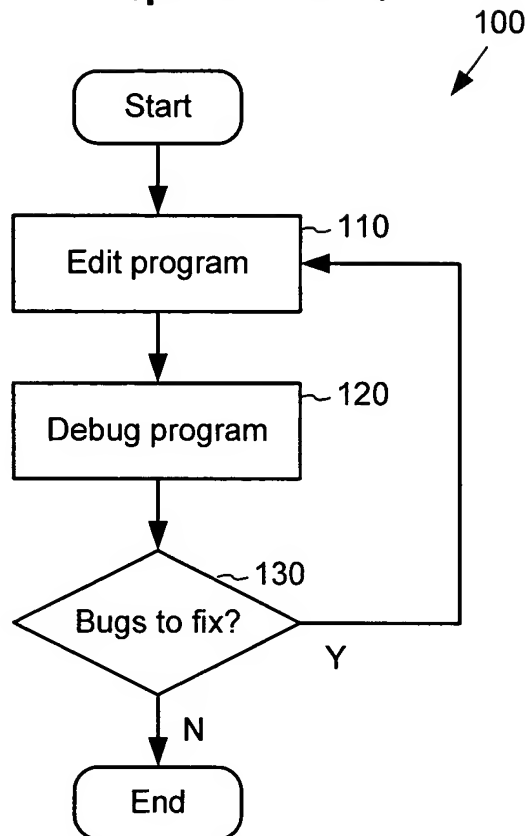 100
Start
110
Edit program
120
Debug program
130
Bugs to fix?
Y
N
End